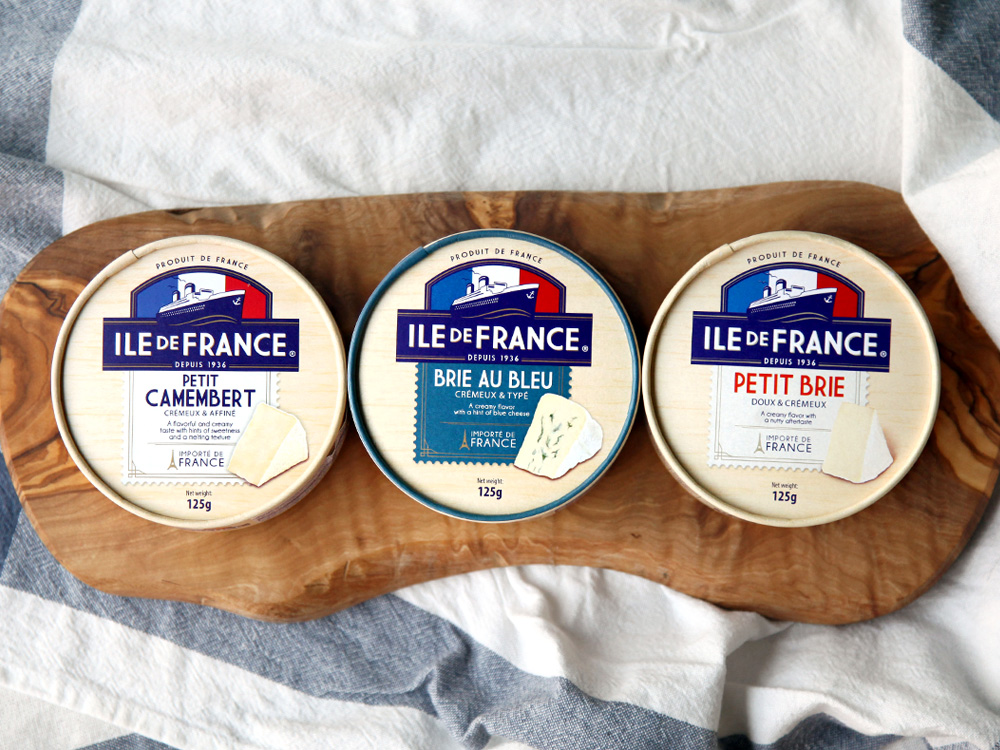 PRODUIT DE FRANCE
ILE DE FRANCE®
DEPUIS 1936
PETIT
CAMEMBERT
CRÉMEUX & AFFINÉ
A flavorful and creamy
taste with hints of sweetness
and a melting texture
IMPORTÉ DE
FRANCE
Net weight:
125g
PRODUIT DE FRANCE
ILE DE FRANCE®
DEPUIS 1936
BRIE AU BLEU
CRÉMEUX & TYPÉ
A creamy flavor
with a hint of blue cheese
IMPORTÉ DE
FRANCE
Net weight:
125g
PRODUIT DE FRANCE
ILE DE FRANCE®
DEPUIS 1936
PETIT BRIE
DOUX & CRÉMEUX
A creamy flavor with
a nutty aftertaste
IMPORTÉ DE
FRANCE
Net weight:
125g